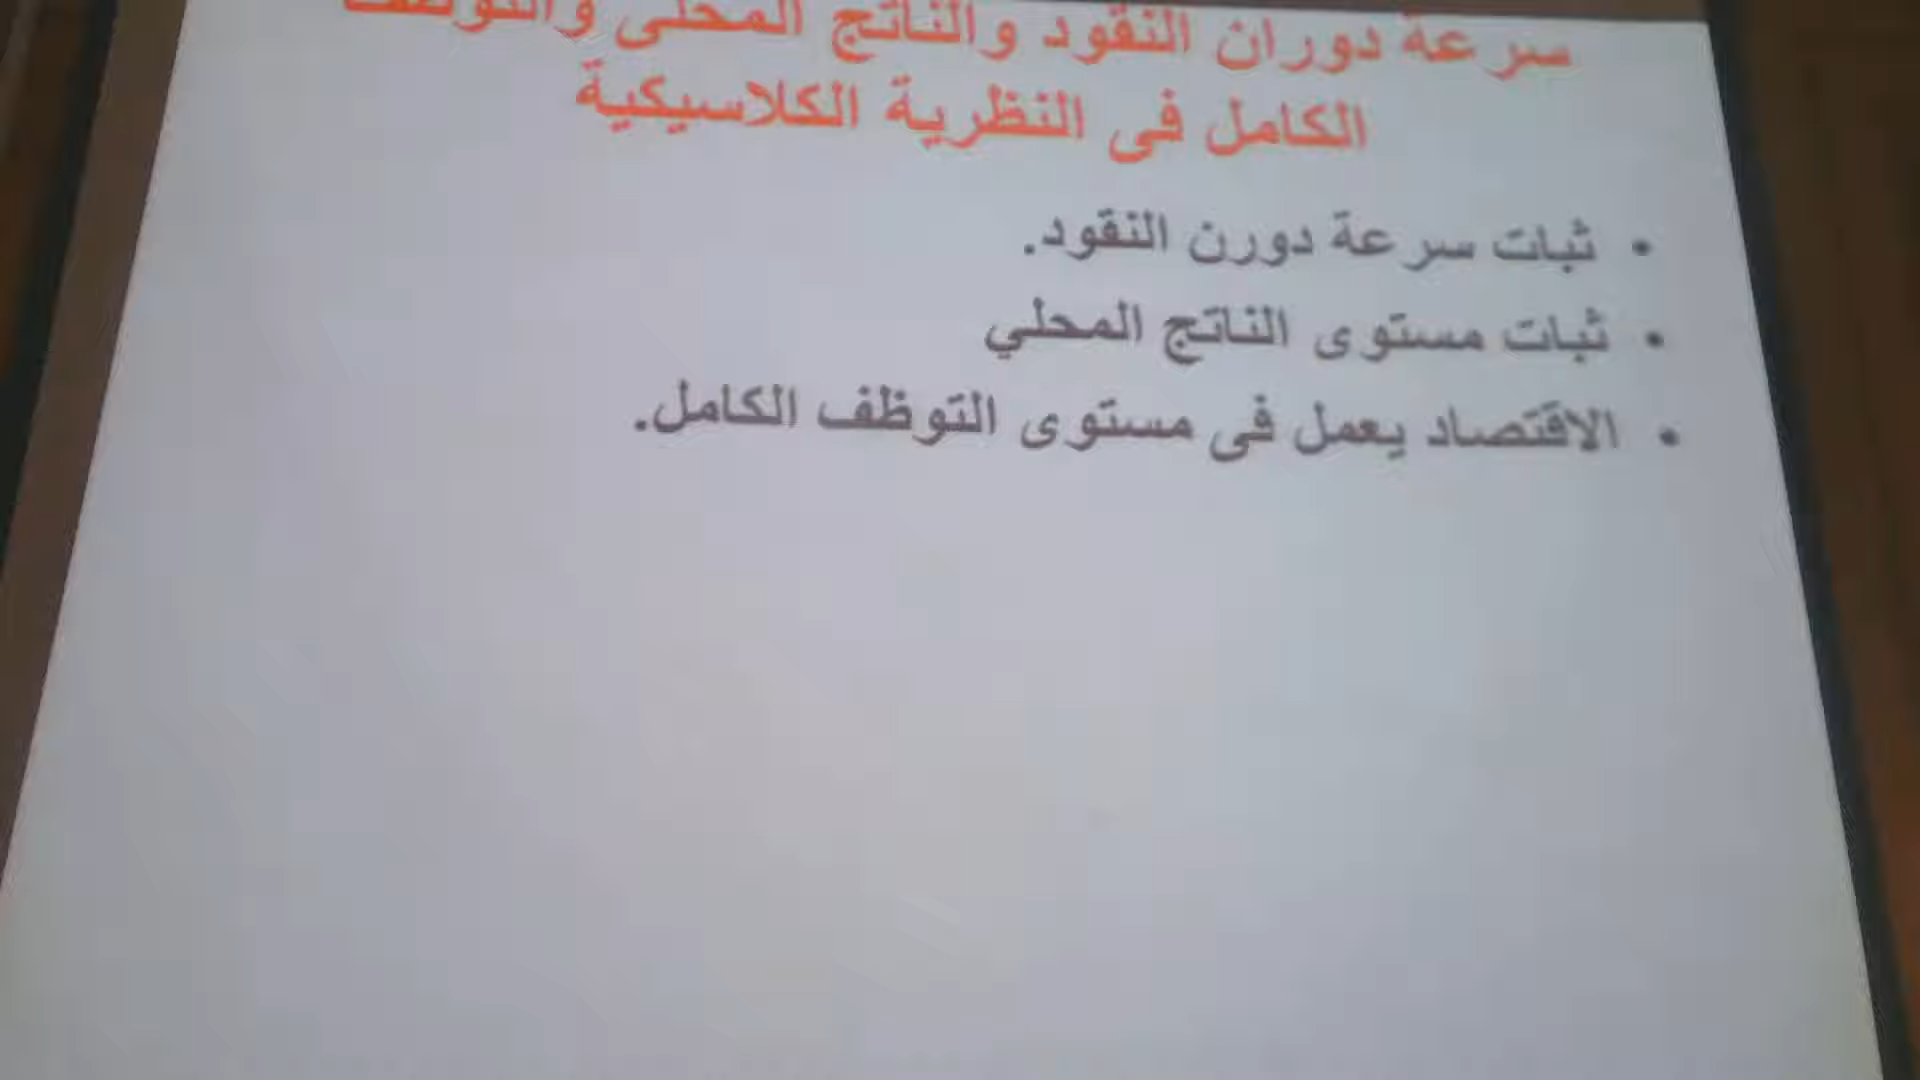 سرعة دوران النقود والناتج المحلى والتوظف
الكامل فى النظرية الكلاسيكية
• ثبات سرعة دورن النقود.
• ثبات مستوى الناتج المحلي
• الاقتصاد يعمل فى مستوى التوظف الكامل.